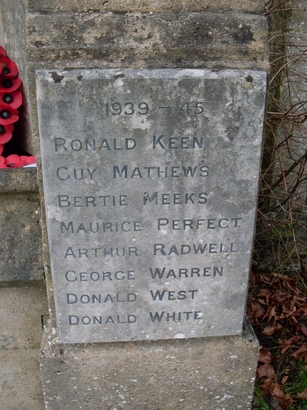 1939 - 45
RONALD KEEN
GUY MATHEWS
BERTIE MEEKS
MAURICE PERFECT
ARTHUR RADWELL
GEORGE WARREN
DONALD WEST
DONALD WHITE